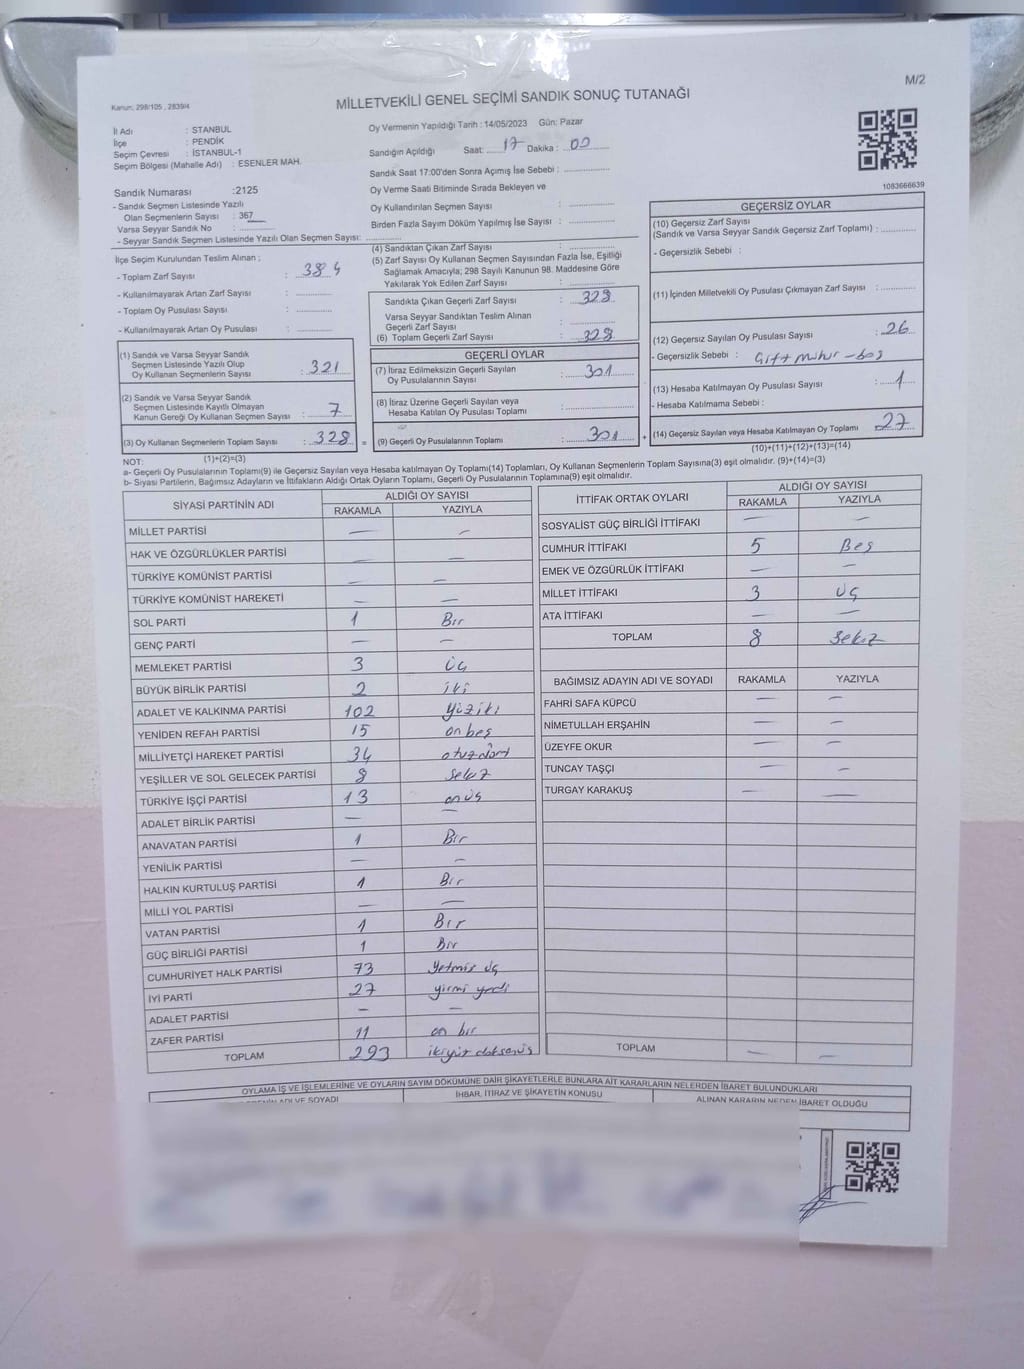 M/2
Kanun; 298/105 , 2839/4
MİLLETVEKİLİ GENEL SEÇİMİ SANDIK SONUÇ TUTANAĞI
İl Adı : STANBUL
İlçe : PENDİK
Seçim Çevresi : İSTANBUL-1
Seçim Bölgesi (Mahalle Adı) : ESENLER MAH.
Sandık Numarası :2125
- Sandık Seçmen Listesinde Yazılı
Olan Seçmenlerin Sayısı : 367
Varsa Seyyar Sandık No :
- Seyyar Sandık Seçmen Listesinde Yazılı Olan Seçmen Sayısı:
Oy Vermenin Yapıldığı Tarih : 14/05/2023 Gün: Pazar
Sandığın Açıldığı Saat: 17 Dakika : 00
Sandık Saat 17:00'den Sonra Açımış İse Sebebi :
Oy Verme Saati Bitiminde Sırada Bekleyen ve
Oy Kullandırılan Seçmen Sayısı :
Birden Fazla Sayım Döküm Yapılmış İse Sayısı :
1083666639
İlçe Seçim Kurulundan Teslim Alınan ;
- Toplam Zarf Sayısı : 384
- Kullanılmayarak Artan Zarf Sayısı :
- Toplam Oy Pusulası Sayısı :
- Kullanılmayarak Artan Oy Pusulası :
(1) Sandık ve Varsa Seyyar Sandık
Seçmen Listesinde Yazılı Olup
Oy Kullanan Seçmenlerin Sayısı : 321
(2) Sandık ve Varsa Seyyar Sandık
Seçmen Listesinde Kayıtlı Olmayan
Kanun Gereği Oy Kullanan Seçmen Sayısı : 7
(3) Oy Kullanan Seçmenlerin Toplam Sayısı : 328 =
(1)+(2)=(3)
(4) Sandıktan Çıkan Zarf Sayısı :
(5) Zarf Sayısı Oy Kullanan Seçmen Sayısından Fazla İse, Eşitliği
Sağlamak Amacıyla; 298 Sayılı Kanunun 98. Maddesine Göre
Yakılarak Yok Edilen Zarf Sayısı :
Sandıkta Çıkan Geçerli Zarf Sayısı : 328
Varsa Seyyar Sandıktan Teslim Alınan
Geçerli Zarf Sayısı :
(6) Toplam Geçerli Zarf Sayısı : 328
GEÇERLİ OYLAR
(7) İtiraz Edilmeksizin Geçerli Sayılan
Oy Pusulalarının Sayısı : 301
(8) İtiraz Üzerine Geçerli Sayılan veya
Hesaba Katılan Oy Pusulası Toplamı :
(9) Geçerli Oy Pusulalarının Toplamı : 301 +
GEÇERSİZ OYLAR
(10) Geçersiz Zarf Sayısı
(Sandık ve Varsa Seyyar Sandık Geçersiz Zarf Toplamı) :
- Geçersizlik Sebebi :
(11) İçinden Milletvekili Oy Pusulası Çıkmayan Zarf Sayısı :
(12) Geçersiz Sayılan Oy Pusulası Sayısı : 26
- Geçersizlik Sebebi : Çift mühür - boş
(13) Hesaba Katılmayan Oy Pusulası Sayısı : 1
- Hesaba Katılmama Sebebi :
(14) Geçersiz Sayılan veya Hesaba Katılmayan Oy Toplamı 27
(10)+(11)+(12)+(13)=(14)
NOT:
a- Geçerli Oy Pusulalarının Toplamı(9) ile Geçersiz Sayılan veya Hesaba katılmayan Oy Toplamı(14) Toplamları, Oy Kullanan Seçmenlerin Toplam Sayısına(3) eşit olmalıdır. (9)+(14)=(3)
b- Siyasi Partilerin, Bağımsız Adayların ve İttifakların Aldığı Ortak Oyların Toplamı, Geçerli Oy Pusulalarının Toplamına(9) eşit olmalıdır.
SİYASİ PARTİNİN ADI ALDIĞI OY SAYISI
RAKAMLA YAZIYLA
MİLLET PARTİSİ — —
HAK VE ÖZGÜRLÜKLER PARTİSİ — —
TÜRKİYE KOMÜNİST PARTİSİ — —
TÜRKİYE KOMÜNİST HAREKETİ — —
SOL PARTİ 1 Bir
GENÇ PARTİ — —
MEMLEKET PARTİSİ 3 üç
BÜYÜK BİRLİK PARTİSİ 2 iki
ADALET VE KALKINMA PARTİSİ 102 Yüziki
YENİDEN REFAH PARTİSİ 15 onbeş
MİLLİYETÇİ HAREKET PARTİSİ 34 otuzdört
YEŞİLLER VE SOL GELECEK PARTİSİ 8 sekiz
TÜRKİYE İŞÇİ PARTİSİ 13 onüç
ADALET BİRLİK PARTİSİ — —
ANAVATAN PARTİSİ 1 Bir
YENİLİK PARTİSİ — —
HALKIN KURTULUŞ PARTİSİ 1 Bir
MİLLİ YOL PARTİSİ — —
VATAN PARTİSİ 1 Bir
GÜÇ BİRLİĞİ PARTİSİ 1 Bir
CUMHURİYET HALK PARTİSİ 73 Yetmiş üç
İYİ PARTİ 27 yirmi yedi
ADALET PARTİSİ — —
ZAFER PARTİSİ 11 on bir
TOPLAM 293 ikiyüz doksanüç
İTTİFAK ORTAK OYLARI ALDIĞI OY SAYISI
RAKAMLA YAZIYLA
SOSYALİST GÜÇ BİRLİĞİ İTTİFAKI — —
CUMHUR İTTİFAKI 5 Beş
EMEK VE ÖZGÜRLÜK İTTİFAKI — —
MİLLET İTTİFAKI 3 üç
ATA İTTİFAKI — —
TOPLAM 8 sekiz
BAĞIMSIZ ADAYIN ADI VE SOYADI RAKAMLA YAZIYLA
FAHRİ SAFA KÜPCÜ — —
NİMETULLAH ERŞAHİN — —
ÜZEYFE OKUR — —
TUNCAY TAŞÇI — —
TURGAY KARAKUŞ — —
TOPLAM — —
OYLAMA İŞ VE İŞLEMLERİNE VE OYLARIN SAYIM DÖKÜMÜNE DAİR ŞİKAYETLERLE BUNLARA AİT KARARLARIN NELERDEN İBARET BULUNDUKLARI
ADI VE SOYADI İHBAR, İTİRAZ VE ŞİKAYETİN KONUSU ALINAN KARARIN NEDEN İBARET OLDUĞU